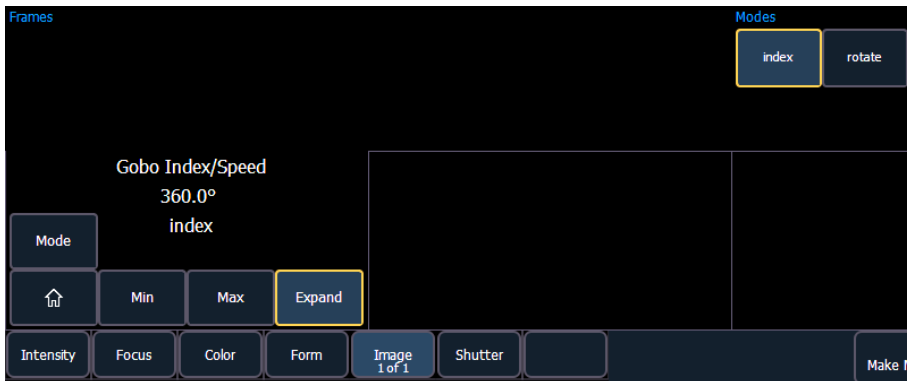 Frames
Modes
index
rotate
Gobo Index/Speed
360.0°
index
Mode
Min
Max
Expand
Intensity
Focus
Color
Form
Image
1 of 1
Shutter
Make